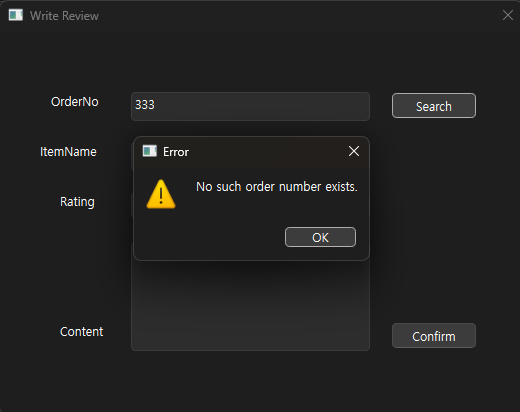 Write Review
OrderNo
333
Search
ItemName
Error
No such order number exists.
Rating
OK
Content
Confirm